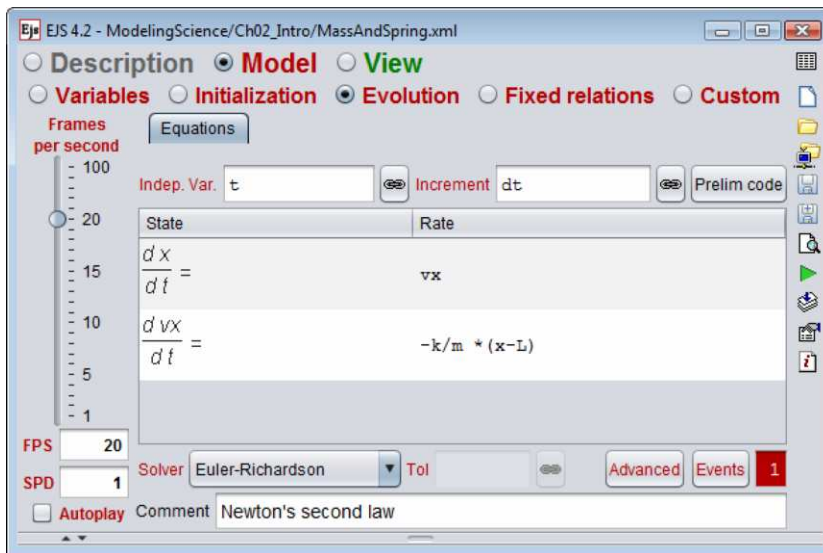 Ejs EJS 4.2 - ModelingScience/Ch02_Intro/MassAndSpring.xml
Description Model View
Variables Initialization Evolution Fixed relations Custom
Frames
per second
100
20
15
10
5
1
FPS 20
SPD 1
Autoplay
Equations
Indep. Var. t Increment dt Prelim code
State Rate
d x
d t
= vx
d vx
d t
= -k/m *(x-L)
Solver Euler-Richardson Tol Advanced Events 1
Comment Newton's second law
i